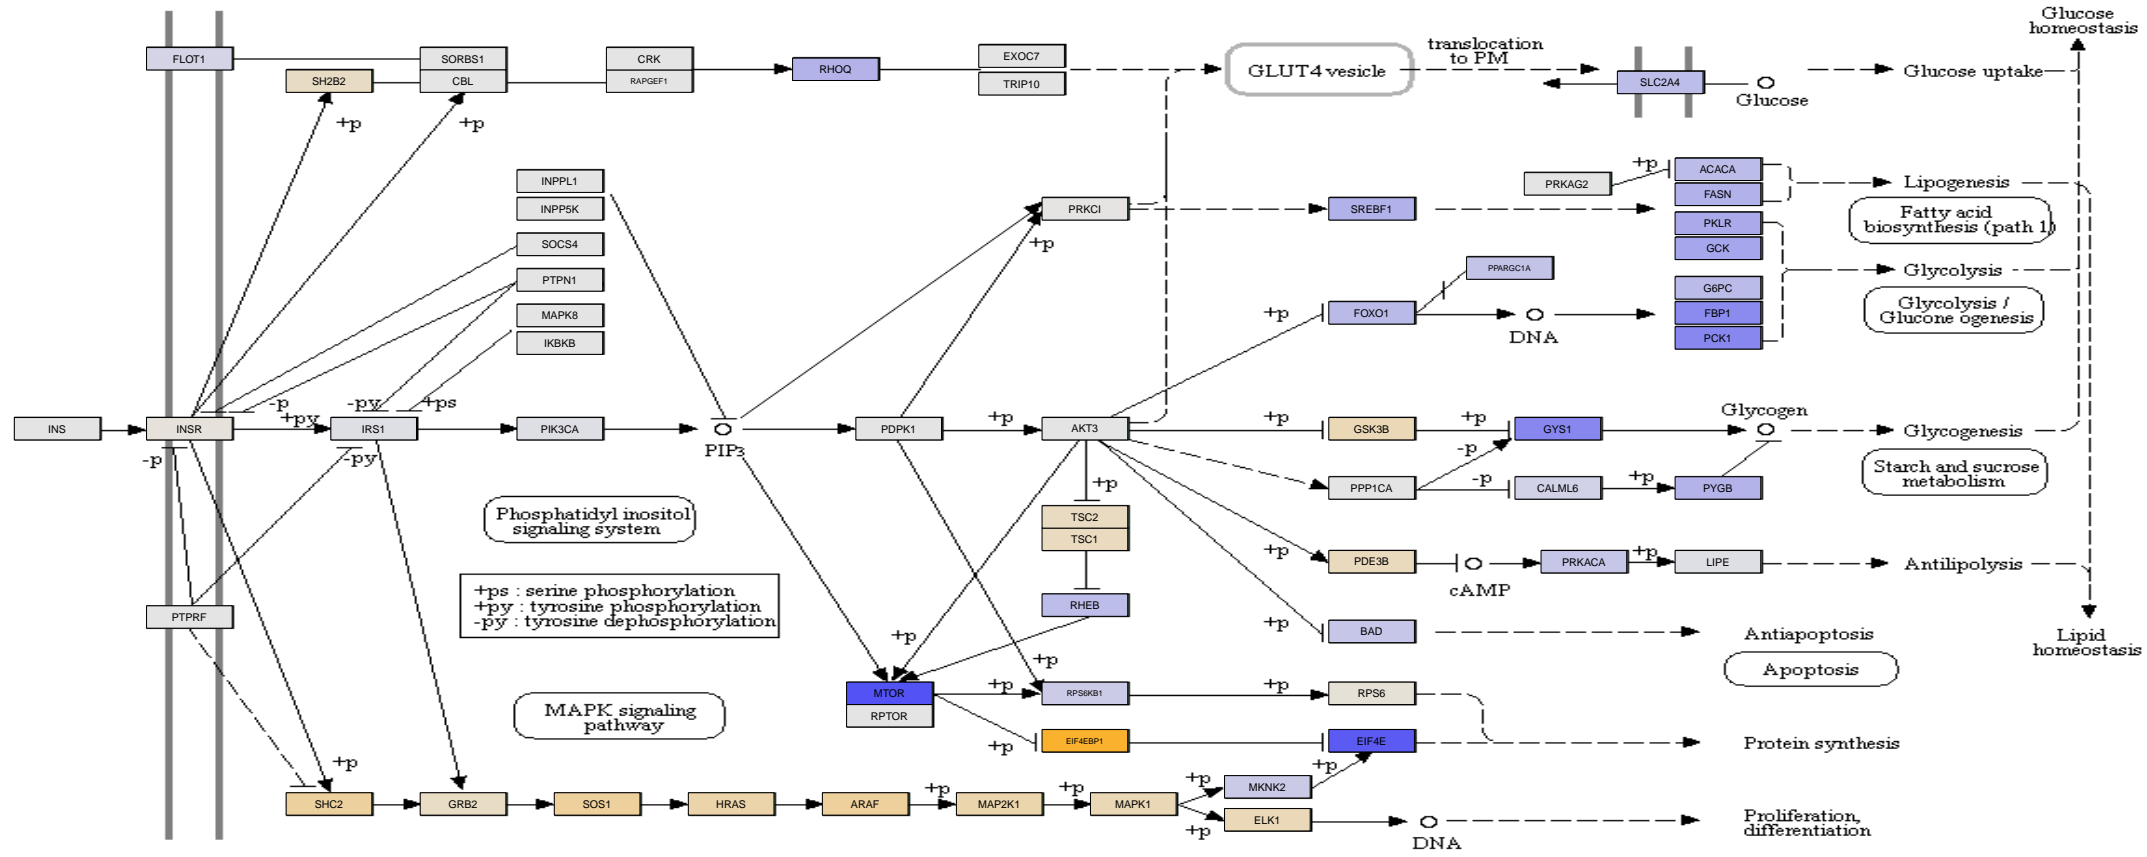 Glucose
homeostasis
FLOT1
SORBS1
CRK
EXOC7
translocation
to PM
SH2B2
CBL
RAPGEF1
RHOQ
TRIP10
GLUT4 vesicle
SLC2A4
Glucose
Glucose uptake
+p
+p
INPPL1
INPP5K
SOCS4
PTPN1
MAPK8
IKBKB
PRKCI
+p
SREBF1
PRKAG2
+p
ACACA
FASN
PKLR
GCK
G6PC
FBP1
PCK1
Lipogenesis
Fatty acid
biosynthesis (path 1)
Glycolysis
Glycolysis /
Glucone ogenesis
PPARGC1A
+p
FOXO1
DNA
INS
INSR
-p
+py
-py
+ps
IRS1
PIK3CA
PIP3
PDPK1
+p
AKT3
+p
GSK3B
+p
GYS1
Glycogen
Glycogenesis
-p
-py
-p
PPP1CA
-p
CALML6
+p
PYGB
Starch and sucrose
metabolism
Phosphatidyl inositol
signaling system
+p
TSC2
TSC1
+p
PDE3B
cAMP
PRKACA
+p
LIPE
Antilipolysis
+ps : serine phosphorylation
+py : tyrosine phosphorylation
-py : tyrosine dephosphorylation
PTPRF
RHEB
+p
+p
BAD
Antiapoptosis
Apoptosis
Lipid
homeostasis
+p
MTOR
RPTOR
+p
RPS6KB1
+p
RPS6
MAPK signaling
pathway
+p
EIF4EBP1
EIF4E
Protein synthesis
+p
SHC2
GRB2
SOS1
HRAS
ARAF
+p
MAP2K1
+p
MAPK1
+p
MKNK2
+p
+p
ELK1
DNA
Proliferation,
differentiation